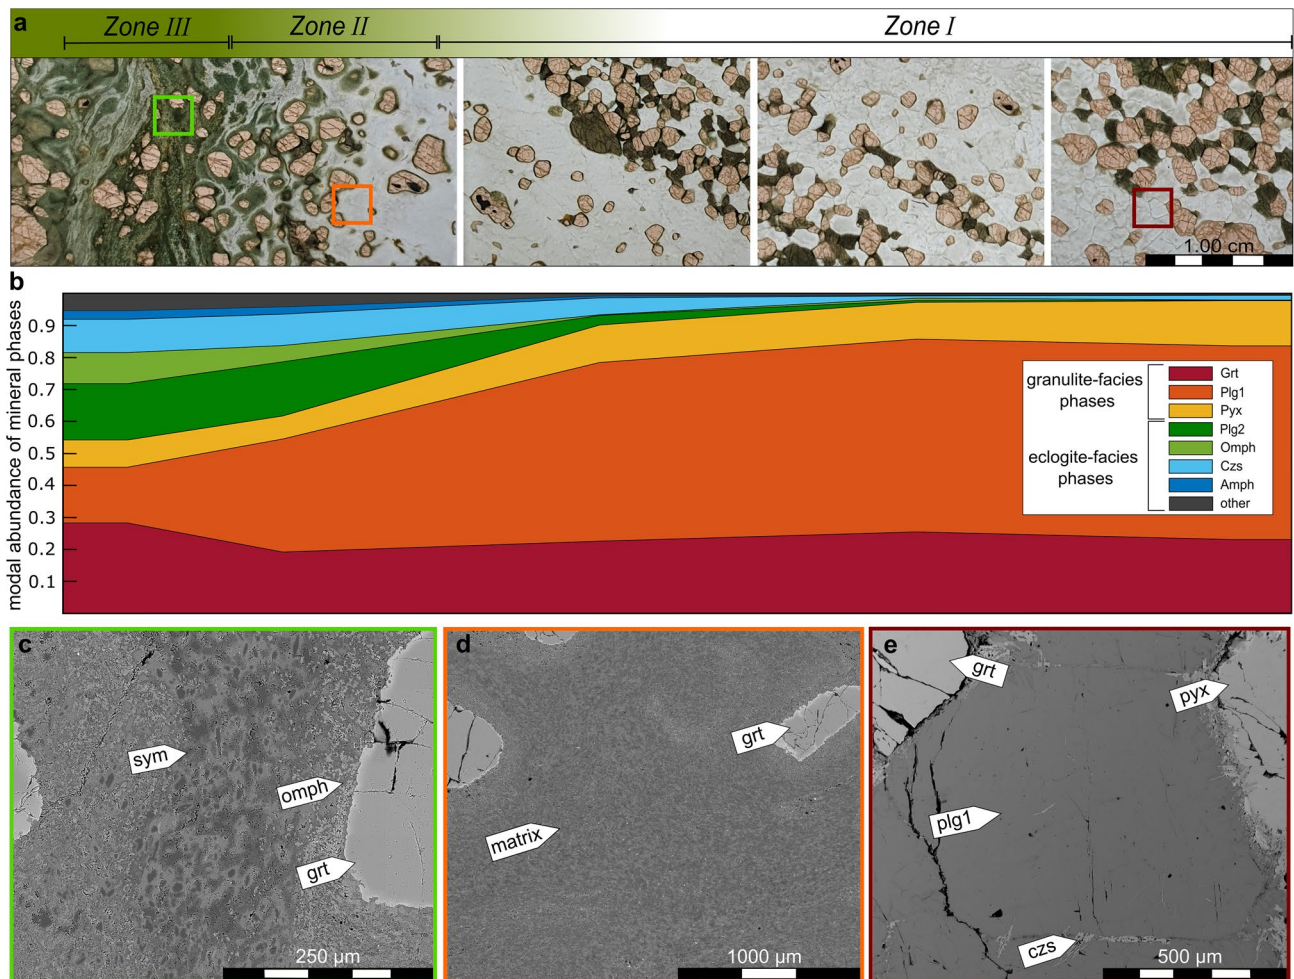 a
Zone III
Zone II
Zone I
1.00 cm
b
modal abundance of mineral phases
0.9
0.8
0.7
0.6
0.5
0.4
0.3
0.2
0.1
granulite-facies
phases
eclogite-facies
phases
Grt
Plg1
Pyx
Plg2
Omph
Czs
Amph
other
c
sym
omph
grt
250 µm
d
grt
matrix
1000 µm
e
grt
pyx
plg1
czs
500 µm